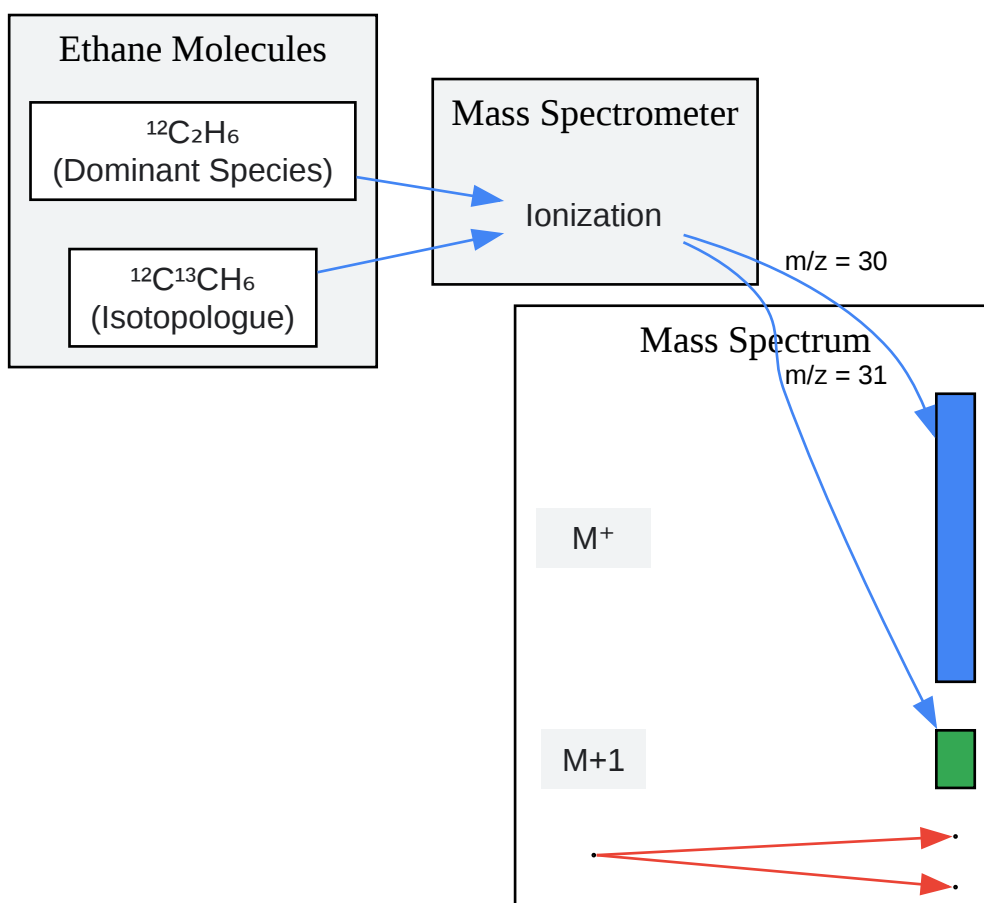 Ethane Molecules
¹²C₂H₆
(Dominant Species)
¹²C¹³CH₆
(Isotopologue)
Mass Spectrometer
Ionization
m/z = 30
Mass Spectrum
m/z = 31
M⁺
M+1